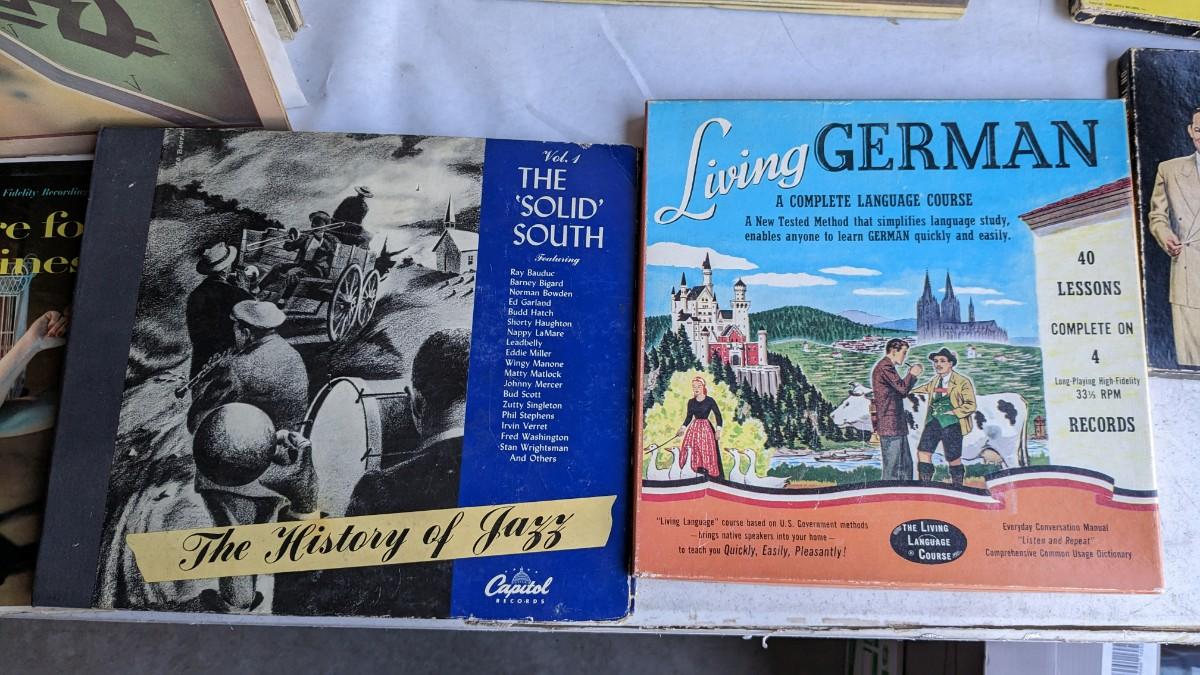 Fidelity Recording
re fo
ines
Vol. 1
THE
'SOLID'
SOUTH
Featuring
Ray Bauduc
Barney Bigard
Norman Bowden
Ed Garland
Budd Hatch
Shorty Haughton
Nappy LaMare
Leadbelly
Eddie Miller
Wingy Manone
Matty Matlock
Johnny Mercer
Bud Scott
Zutty Singleton
Phil Stephens
Irvin Verret
Fred Washington
Stan Wrightsman
And Others
The History of Jazz
Capitol
RECORDS
Living GERMAN
A COMPLETE LANGUAGE COURSE
A New Tested Method that simplifies language study,
enables anyone to learn GERMAN quickly and easily.
40
LESSONS
COMPLETE ON
4
Long-Playing High-Fidelity
33⅓ RPM
RECORDS
"Living Language" course based on U.S. Government methods
—brings native speakers into your home—
to teach you Quickly, Easily, Pleasantly!
THE LIVING
LANGUAGE
COURSE
Everyday Conversation Manual
"Listen and Repeat"
Comprehensive Common Usage Dictionary